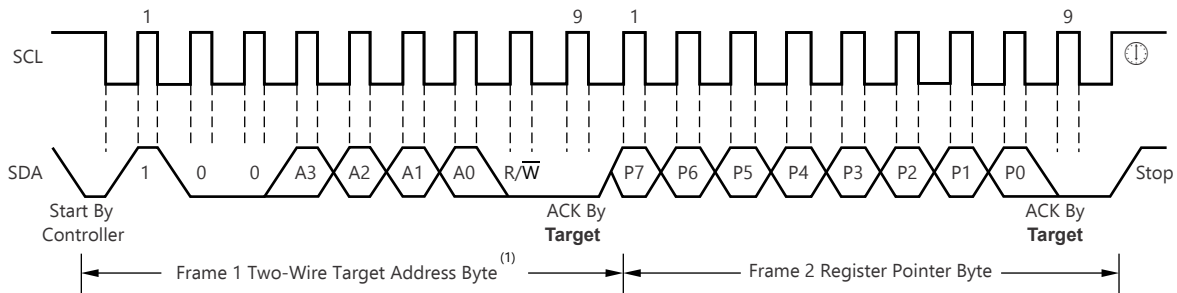 1 9 1 9
SCL
SDA 1 0 0 A3 A2 A1 A0 R/W̅ P7 P6 P5 P4 P3 P2 P1 P0 Stop
Start By ACK By ACK By
Controller Target Target
Frame 1 Two-Wire Target Address Byte (1) Frame 2 Register Pointer Byte